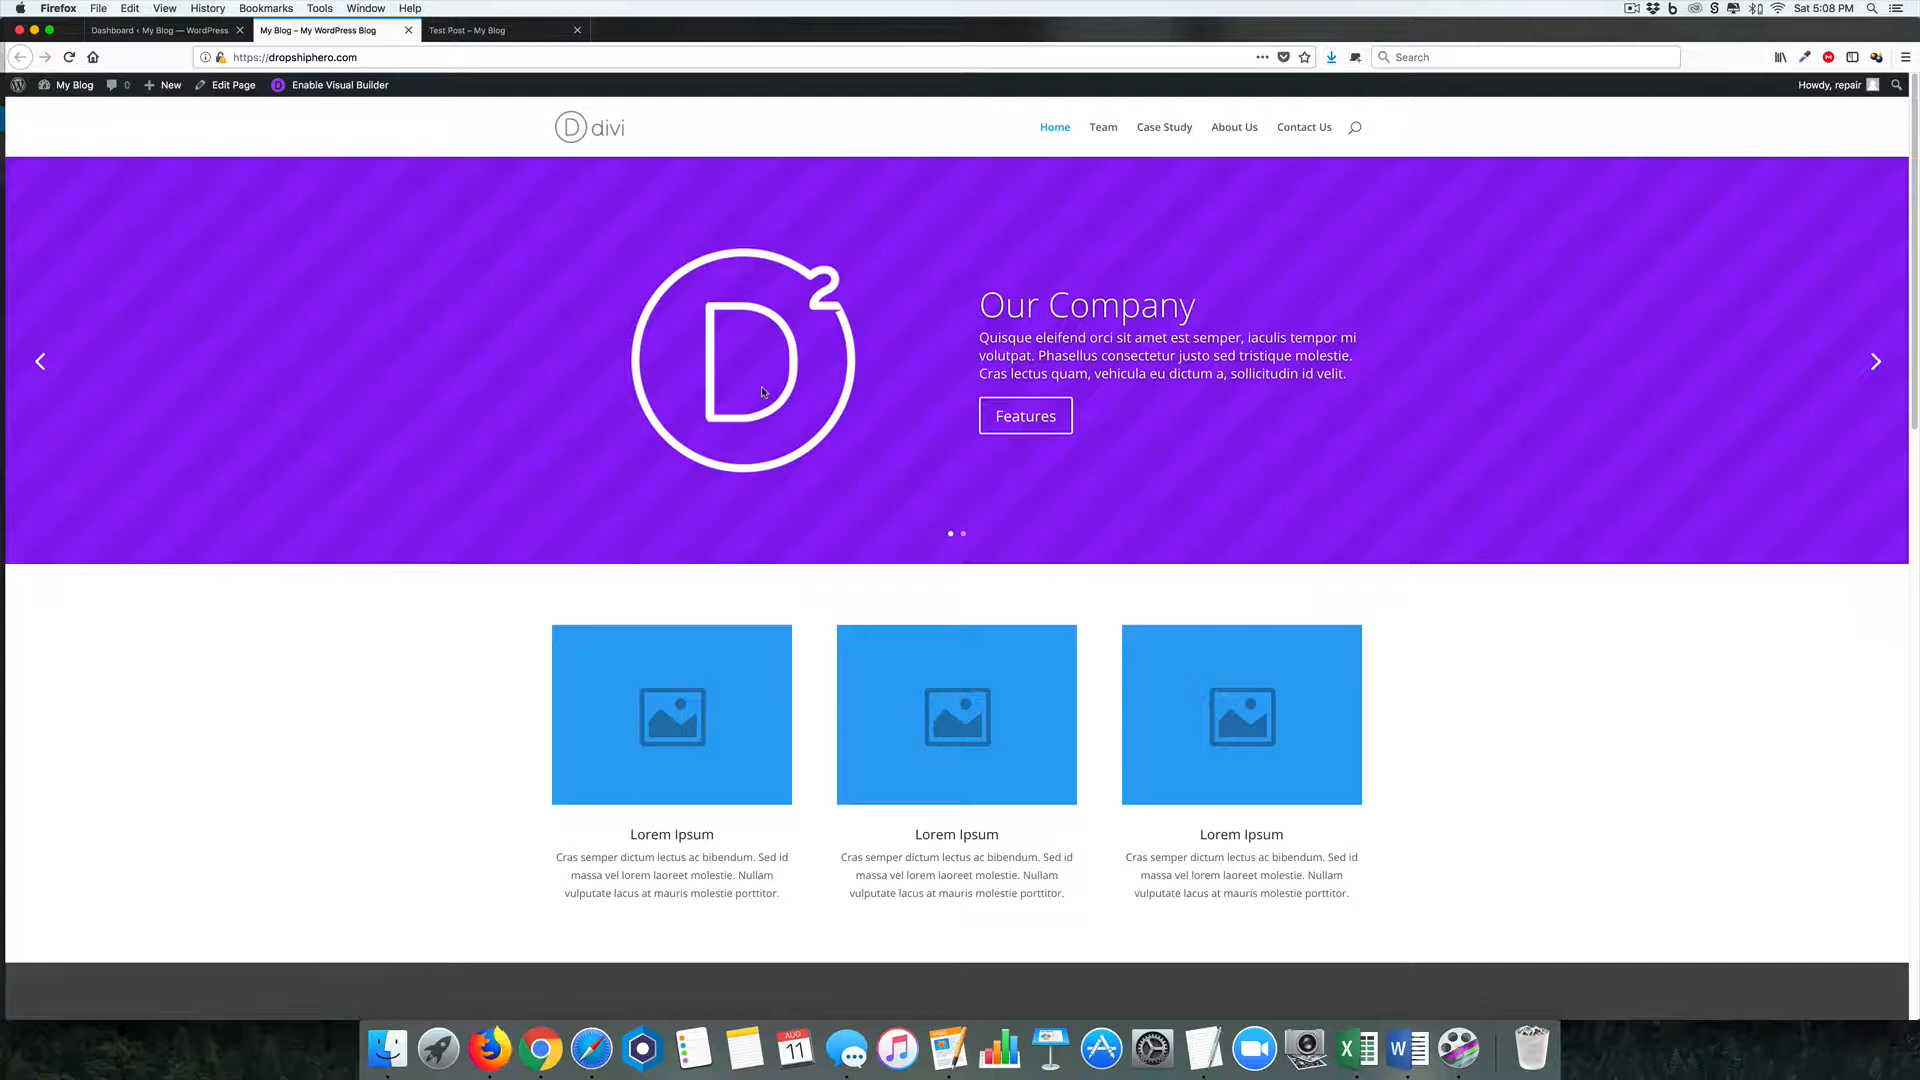 Firefox File Edit View History Bookmarks Tools Window Help Sat 5:08 PM
Dashboard ‹ My Blog — WordPress My Blog – My WordPress Blog Test Post – My Blog
https://dropshiphero.com Search
My Blog 0 New Edit Page Enable Visual Builder Howdy, repair
D divi Home Team Case Study About Us Contact Us
D 2
Our Company
Quisque eleifend orci sit amet est semper, iaculis tempor mi
volutpat. Phasellus consectetur justo sed tristique molestie.
Cras lectus quam, vehicula eu dictum a, sollicitudin id velit.
Features
Lorem Ipsum
Cras semper dictum lectus ac bibendum. Sed id
massa vel lorem laoreet molestie. Nullam
vulputate lacus at mauris molestie porttitor.
Lorem Ipsum
Cras semper dictum lectus ac bibendum. Sed id
massa vel lorem laoreet molestie. Nullam
vulputate lacus at mauris molestie porttitor.
Lorem Ipsum
Cras semper dictum lectus ac bibendum. Sed id
massa vel lorem laoreet molestie. Nullam
vulputate lacus at mauris molestie porttitor.
AUG
11
X
W